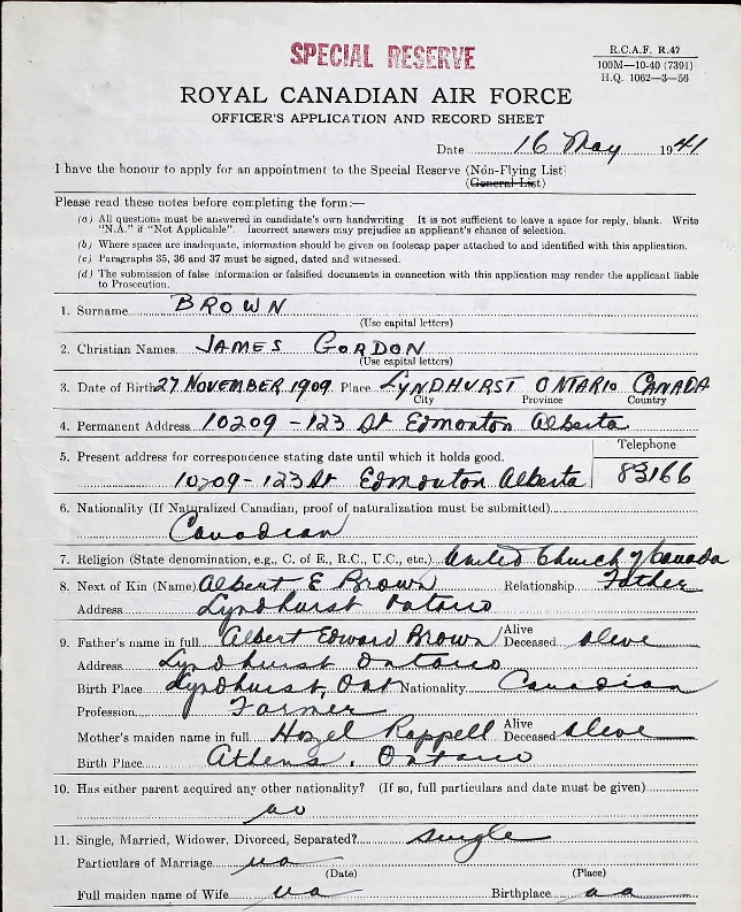 SPECIAL RESERVE
R.C.A.F. R.47
100M—10-40 (7391)
H.Q. 1062—3—56
ROYAL CANADIAN AIR FORCE
OFFICER'S APPLICATION AND RECORD SHEET
Date 16 May 1941
I have the honour to apply for an appointment to the Special Reserve (Non-Flying List)
(General List)
Please read these notes before completing the form:—
(a) All questions must be answered in candidate's own handwriting It is not sufficient to leave a space for reply, blank. Write
"N.A." if "Not Applicable". Incorrect answers may prejudice an applicant's chance of selection.
(b) Where spaces are inadequate, information should be given on foolscap paper attached to and identified with this application.
(c) Paragraphs 35, 36 and 37 must be signed, dated and witnessed.
(d) The submission of false information or falsified documents in connection with this application may render the applicant liable
to Prosecution.
1. Surname BROWN
(Use capital letters)
2. Christian Names JAMES GORDON
(Use capital letters)
3. Date of Birth 27 NOVEMBER 1909 Place LYNDHURST ONTARIO CANADA
City Province Country
4. Permanent Address 10209-123 St Edmonton Alberta
5. Present address for correspondence stating date until which it holds good. Telephone
10209-123 St Edmonton Alberta 83166
6. Nationality (If Naturalized Canadian, proof of naturalization must be submitted)
Canadian
7. Religion (State denomination, e.g., C. of E., R.C., U.C., etc.) United Church of Canada
8. Next of Kin (Name) Albert E Brown Relationship Father
Address Lyndhurst Ontario
9. Father's name in full Albert Edward Brown Alive Deceased alive
Address Lyndhurst Ontario
Birth Place Lyndhurst, Ont Nationality Canadian
Profession Farmer
Mother's maiden name in full Hazel Rappell Alive Deceased alive
Birth Place Athens, Ontario
10. Has either parent acquired any other nationality? (If so, full particulars and date must be given)
no
11. Single, Married, Widower, Divorced, Separated? single
Particulars of Marriage na
(Date) (Place)
Full maiden name of Wife na Birthplace na